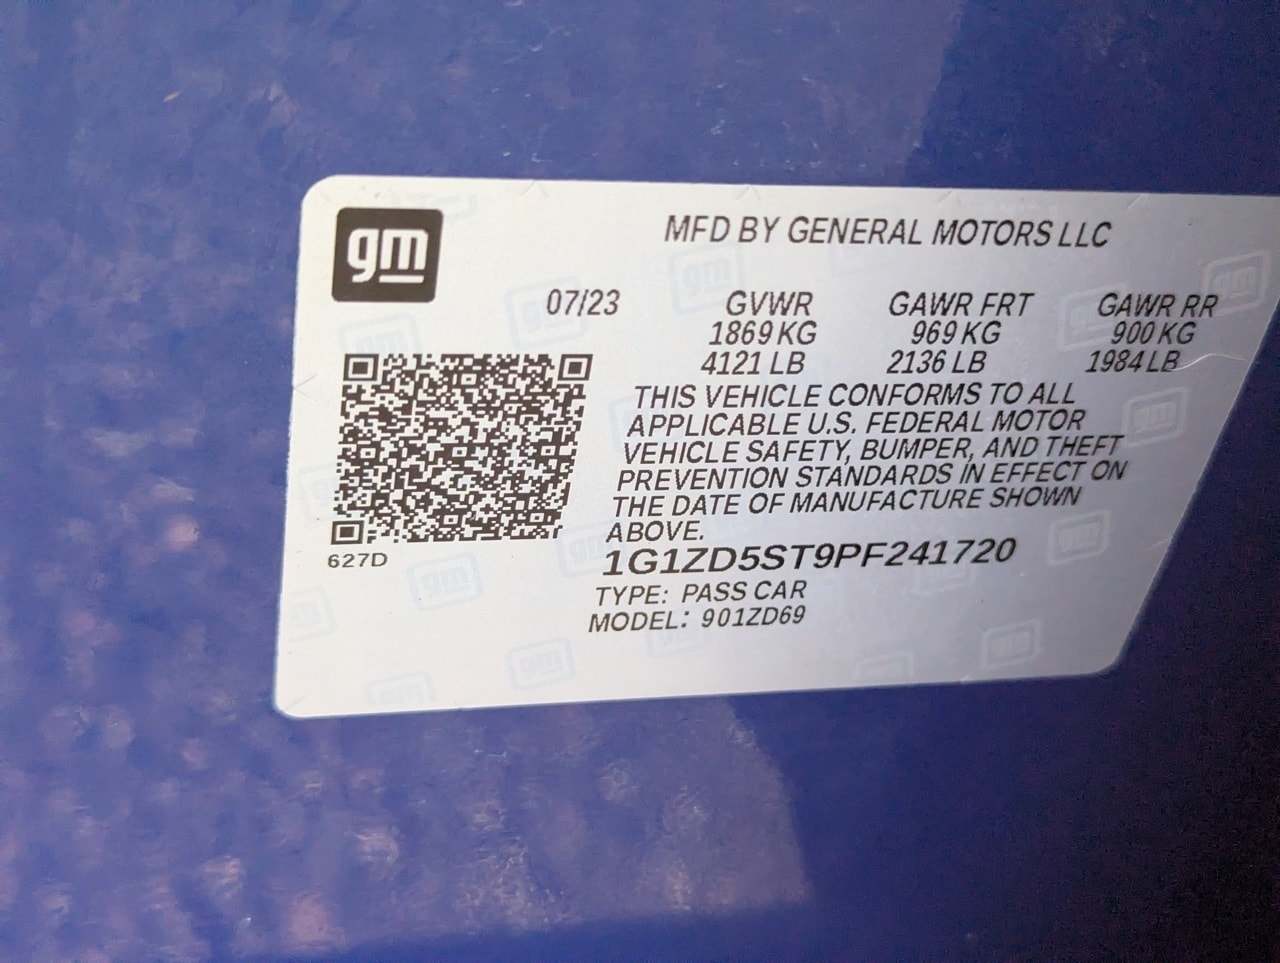 gm
MFD BY GENERAL MOTORS LLC
07/23 GVWR GAWR FRT GAWR RR
1869 KG 969 KG 900 KG
4121 LB 2136 LB 1984 LB
THIS VEHICLE CONFORMS TO ALL
APPLICABLE U.S. FEDERAL MOTOR
VEHICLE SAFETY, BUMPER, AND THEFT
PREVENTION STANDARDS IN EFFECT ON
THE DATE OF MANUFACTURE SHOWN
ABOVE.
627D
1G1ZD5ST9PF241720
TYPE: PASS CAR
MODEL: 901ZD69